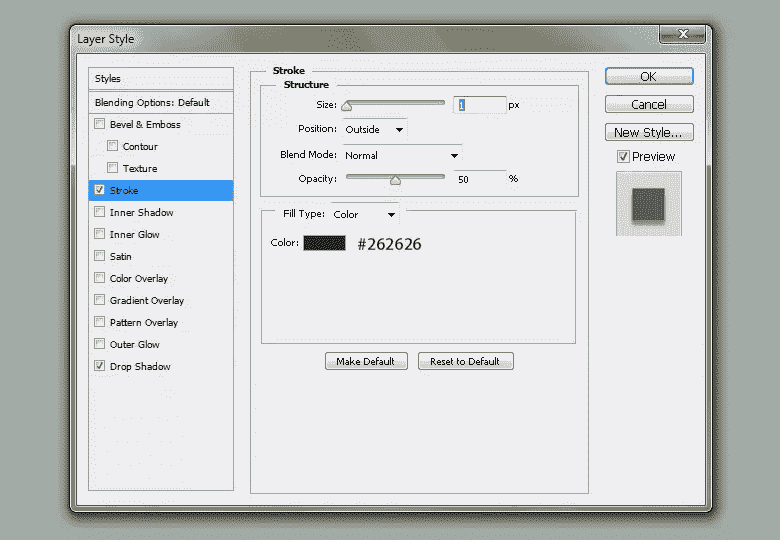 Layer Style
Styles
Blending Options: Default
Bevel & Emboss
Contour
Texture
Stroke
Inner Shadow
Inner Glow
Satin
Color Overlay
Gradient Overlay
Pattern Overlay
Outer Glow
Drop Shadow
Stroke
Structure
Size: 1 px
Position: Outside
Blend Mode: Normal
Opacity: 50 %
Fill Type: Color
Color: #262626
Make Default Reset to Default
OK
Cancel
New Style...
Preview